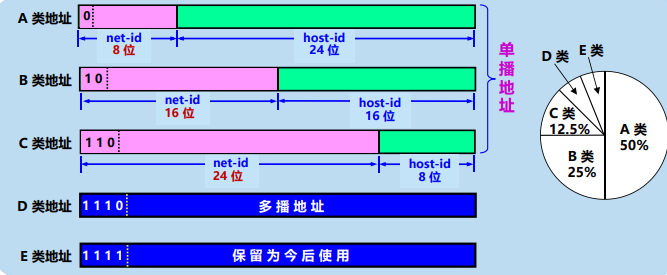 A 类地址
0
net-id
8 位
host-id
24 位
B 类地址
1 0
net-id
16 位
host-id
16 位
C 类地址
1 1 0
net-id
24 位
host-id
8 位
D 类地址
1 1 1 0
多播地址
E 类地址
1 1 1 1
保留为今后使用
单播地址
D 类
E 类
C 类
12.5%
A 类
50%
B 类
25%